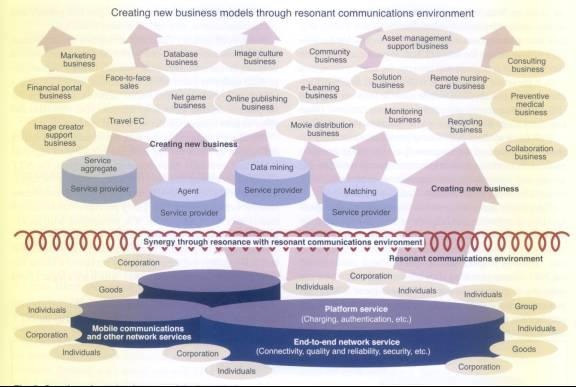 Creating new business models through resonant communications environment
Asset management
support business
Marketing
business
Database
business
Image culture
business
Community
business
Consulting
business
Financial portal
business
Face-to-face
sales
Net game
business
Online publishing
business
e-Learning
business
Solution
business
Remote nursing-
care business
Preventive
medical
business
Image creator
support
business
Travel EC
Movie distribution
business
Monitoring
business
Recycling
business
Collaboration
business
Creating new business
Service
aggregate
Service provider
Agent
Service provider
Data mining
Service provider
Matching
Service provider
Creating new business
Synergy through resonance with resonant communications environment
Resonant communications environment
Corporation
Goods
Individuals
Corporation
Individuals
Individuals
Individuals
Corporation
Group
Individuals
Goods
Platform service
(Charging, authentication, etc.)
Mobile communications
and other network services
End-to-end network service
(Connectivity, quality and reliability, security, etc.)
Individuals
Corporation
Individuals
Corporation